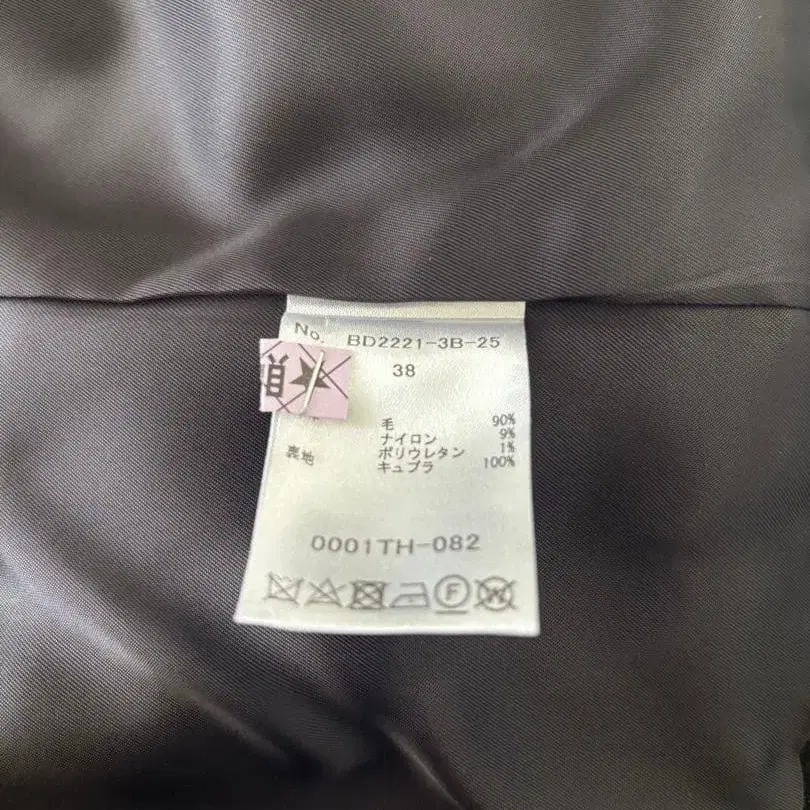 No. BD2221-3B-25
38
毛 90%
ナイロン 9%
表地 ポリウレタン 1%
キュプラ 100%
0001TH-082
F
W